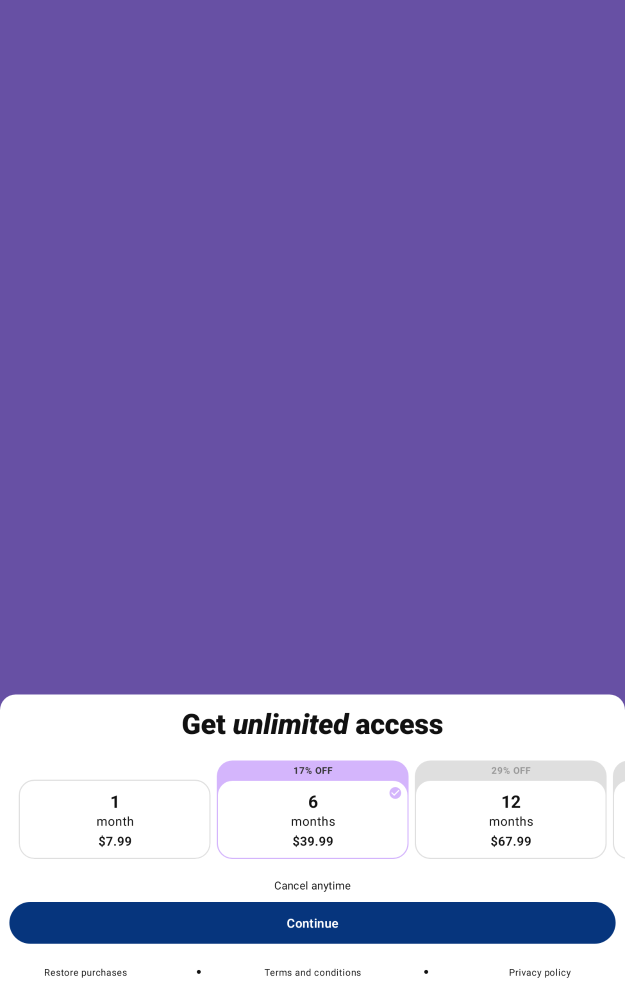 Get unlimited access
17% OFF
29% OFF
1
month
$7.99
6
months
$39.99
12
months
$67.99
Cancel anytime
Continue
Restore purchases • Terms and conditions • Privacy policy